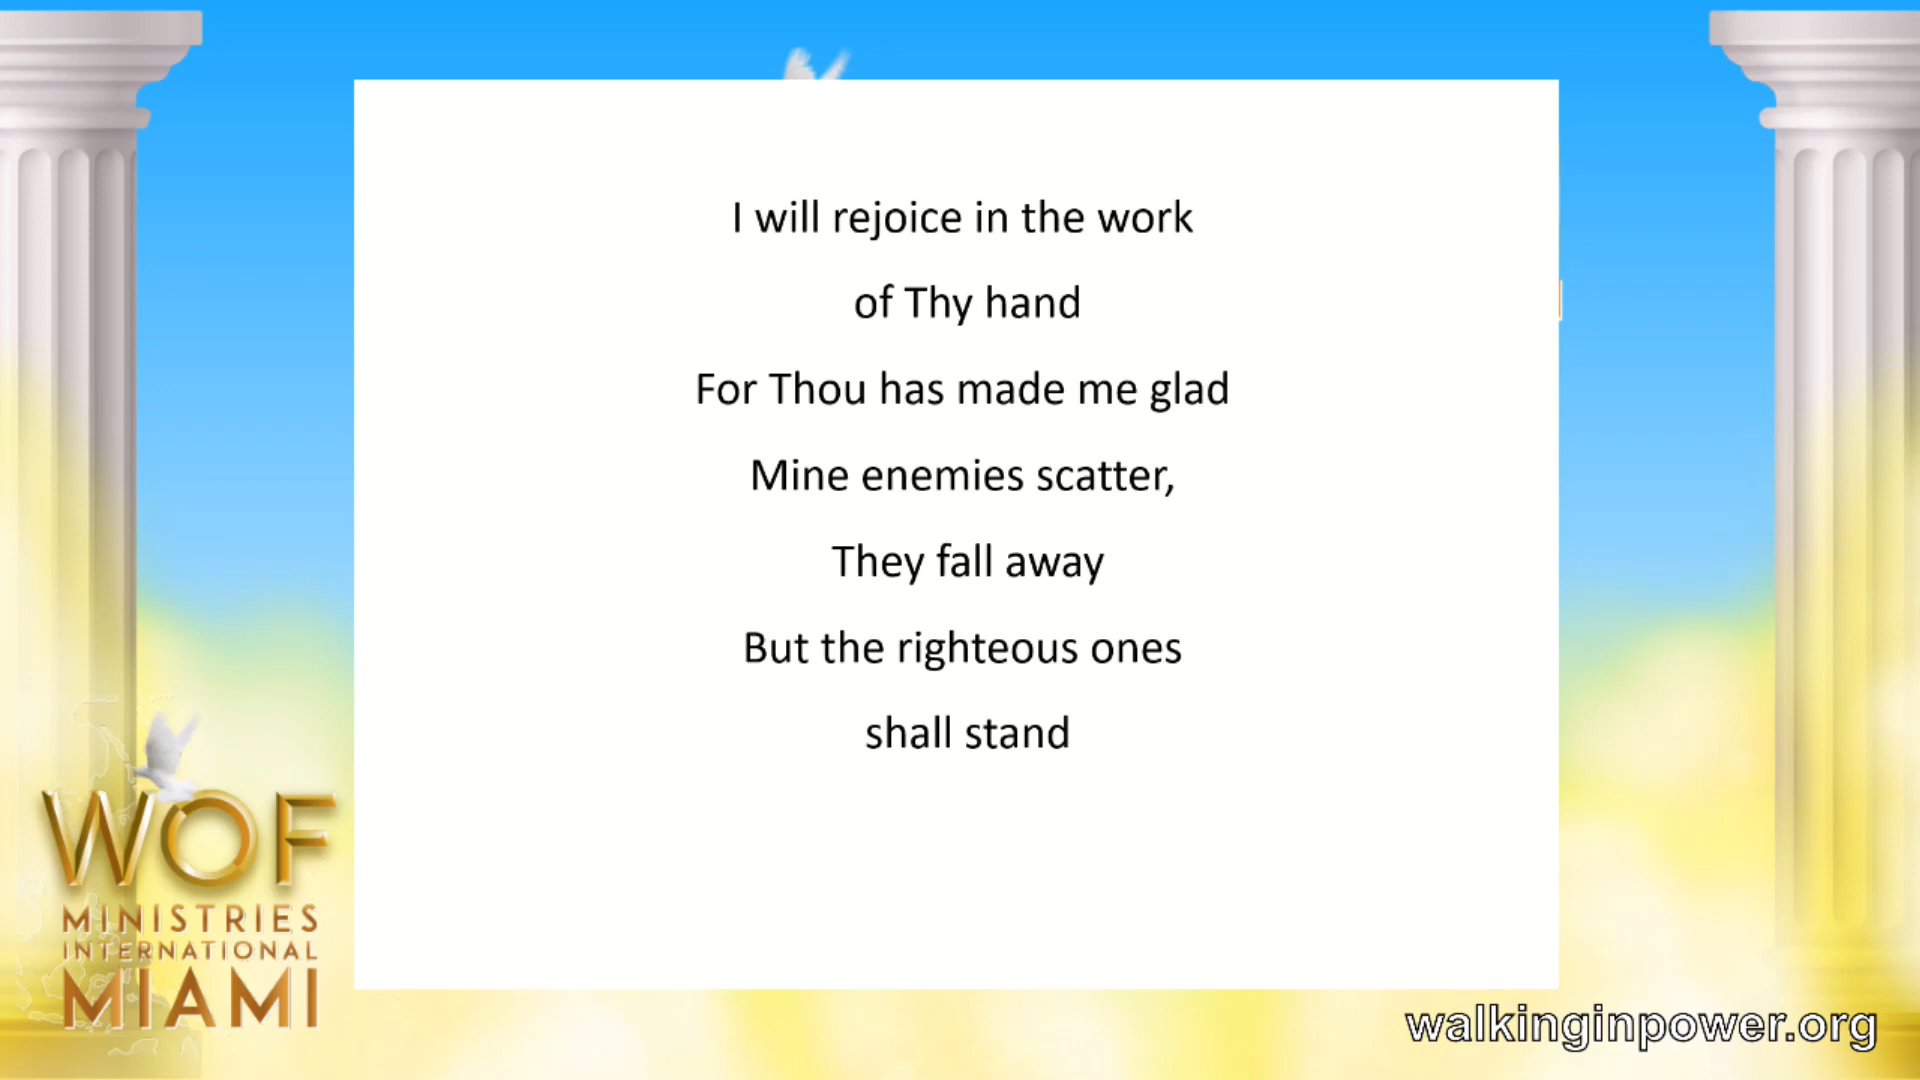 I will rejoice in the work
of Thy hand
For Thou has made me glad
Mine enemies scatter,
They fall away
But the righteous ones
shall stand
WOF
MINISTRIES
INTERNATIONAL
MIAMI
walkinginpower.org